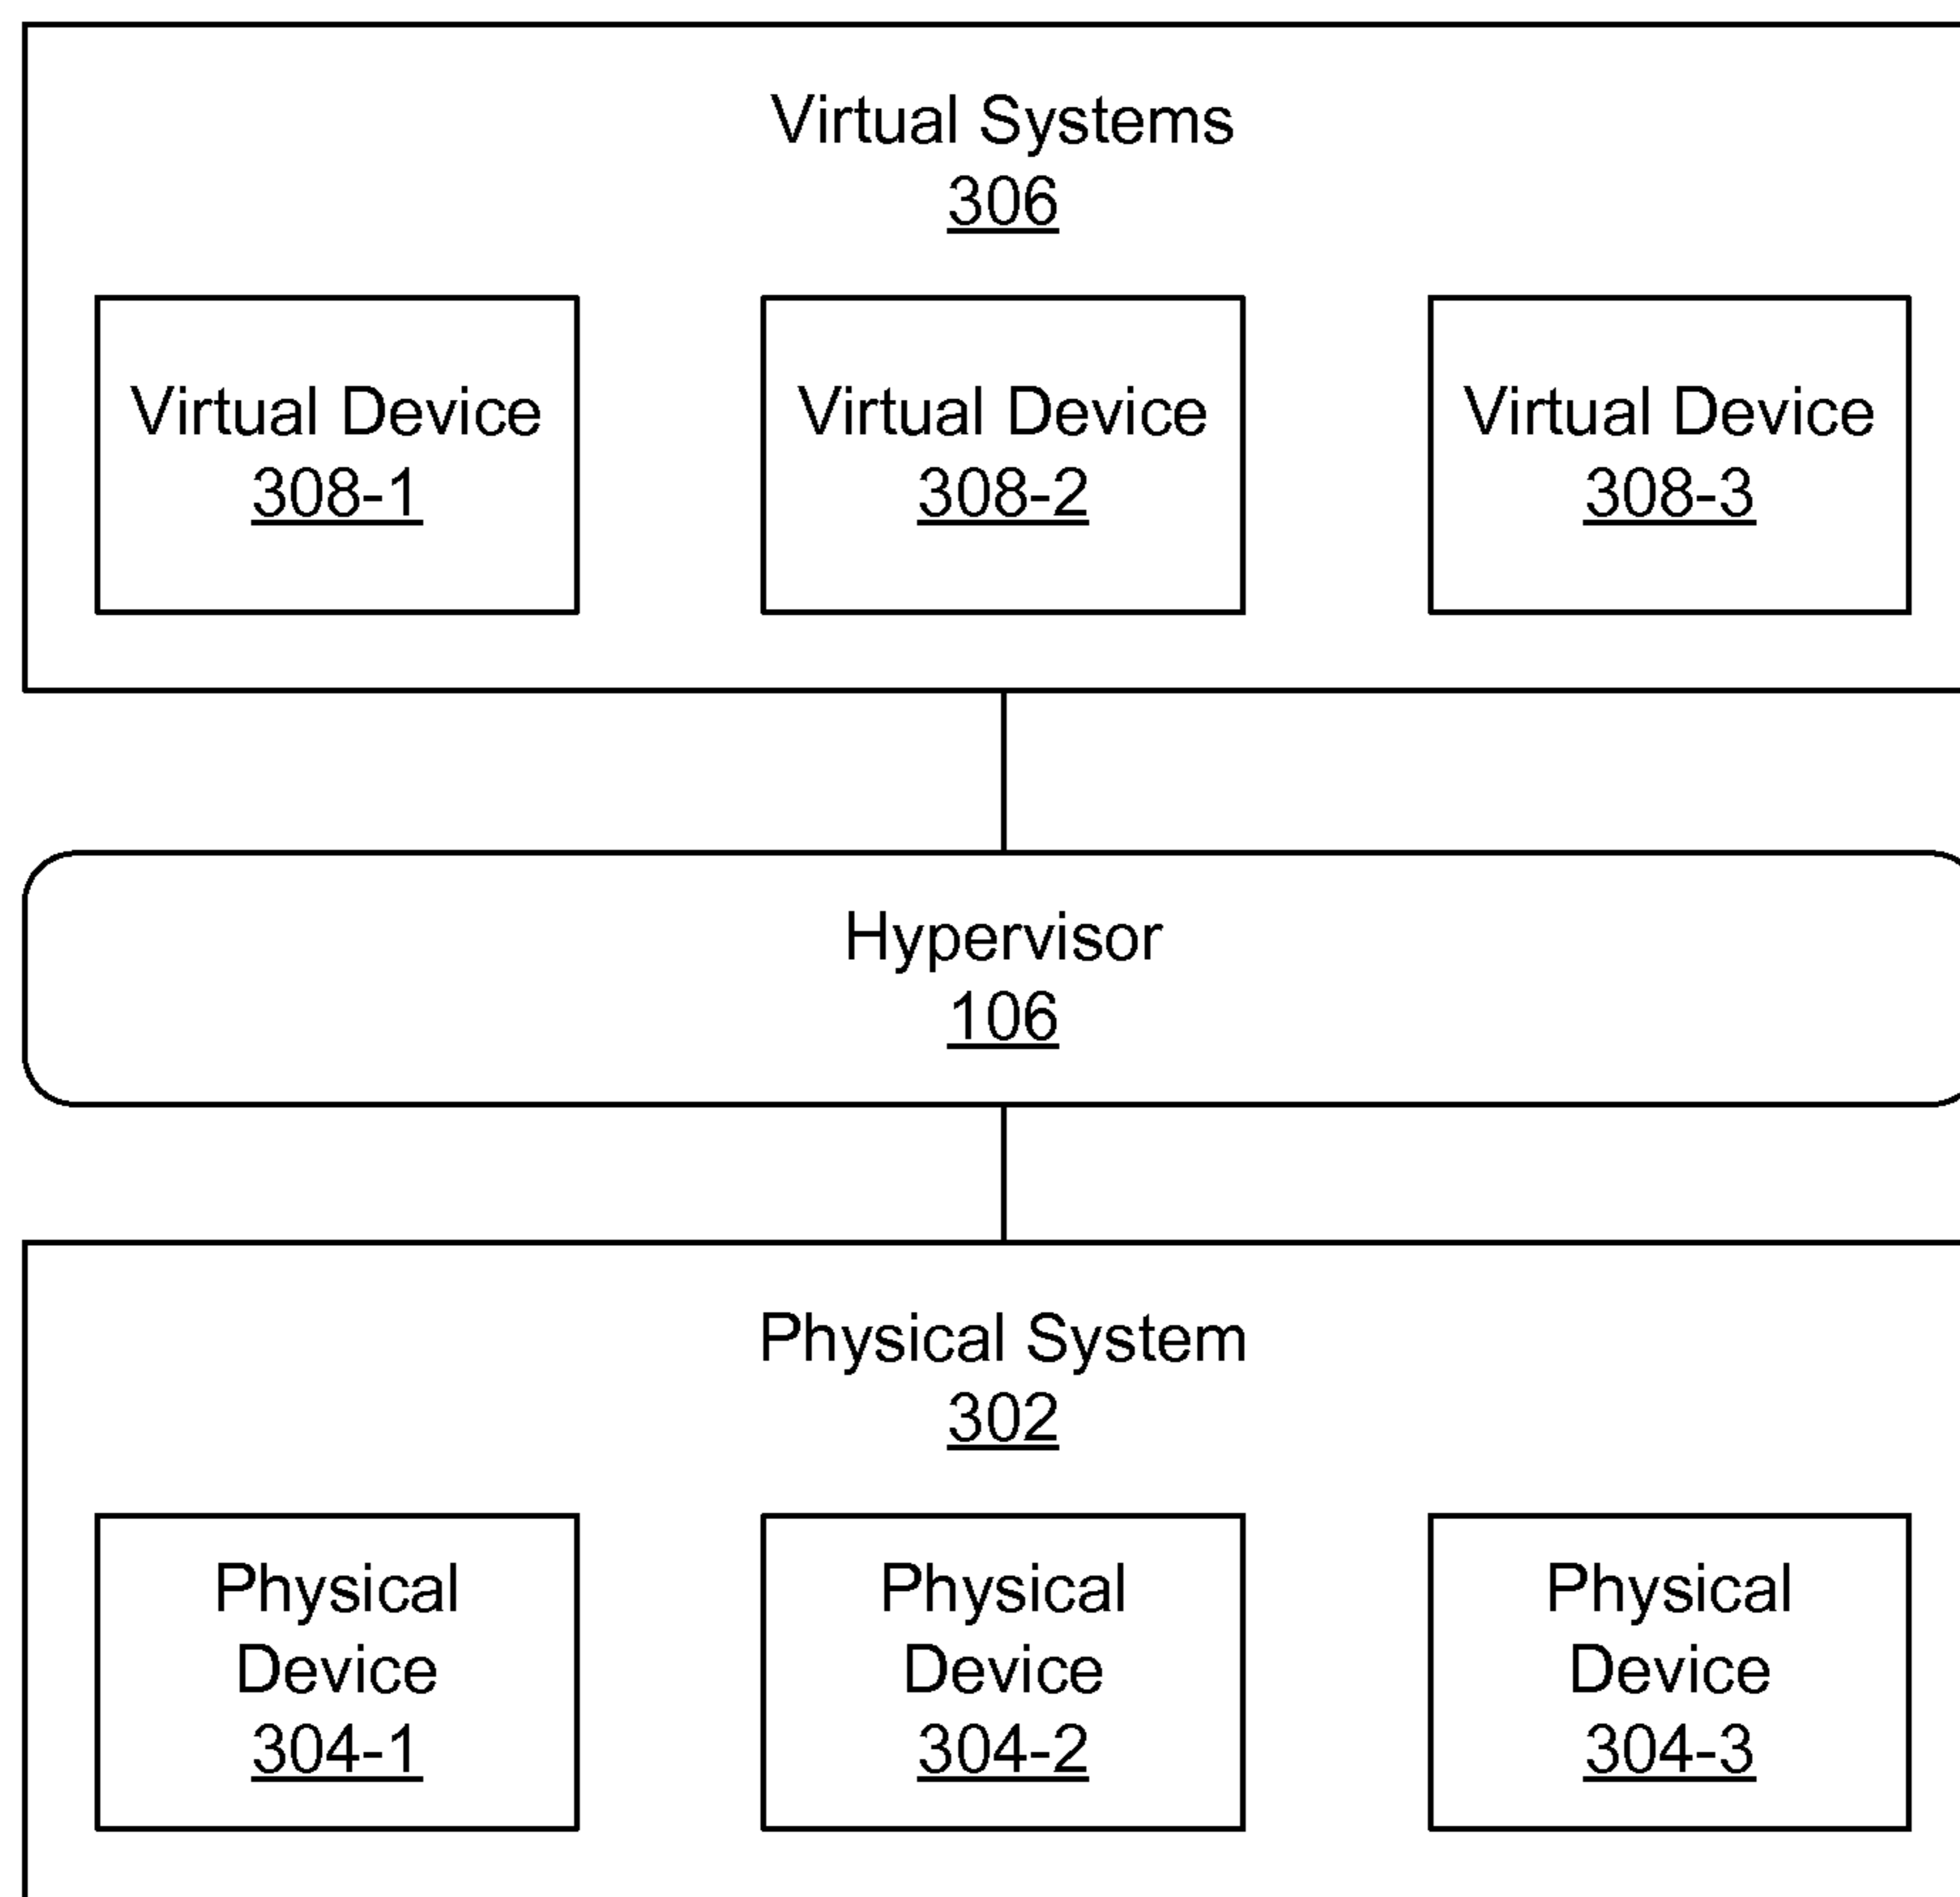 Virtual Systems
306
Virtual Device
308-1
Virtual Device
308-2
Virtual Device
308-3
Hypervisor
106
Physical System
302
Physical
Device
304-1
Physical
Device
304-2
Physical
Device
304-3